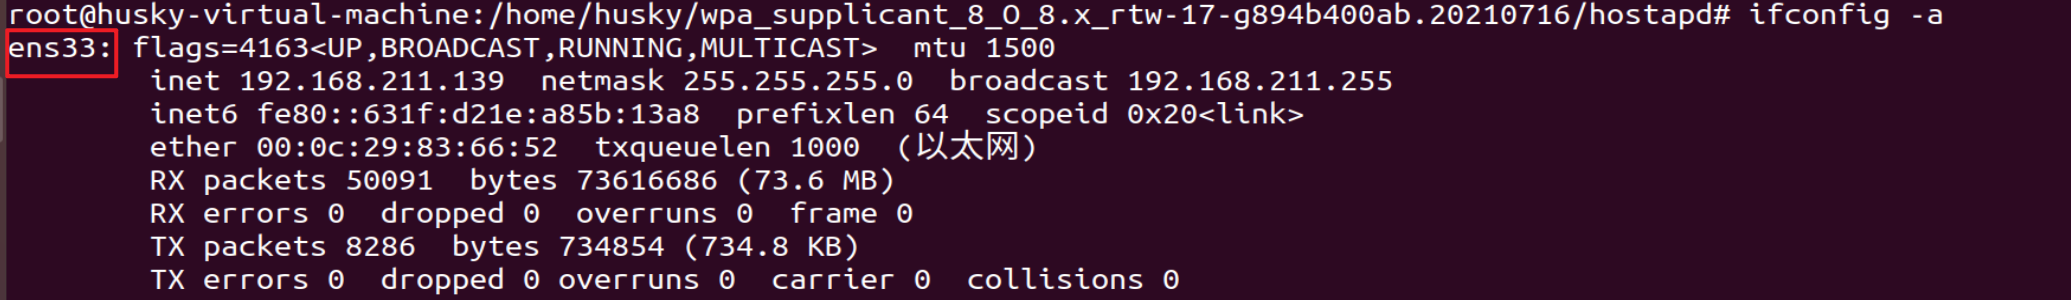 root@husky-virtual-machine:/home/husky/wpa_supplicant_8_O_8.x_rtw-17-g894b400ab.20210716/hostapd# ifconfig -a
ens33: flags=4163<UP,BROADCAST,RUNNING,MULTICAST>  mtu 1500
        inet 192.168.211.139  netmask 255.255.255.0  broadcast 192.168.211.255
        inet6 fe80::631f:d21e:a85b:13a8  prefixlen 64  scopeid 0x20<link>
        ether 00:0c:29:83:66:52  txqueuelen 1000  (以太网)
        RX packets 50091  bytes 73616686 (73.6 MB)
        RX errors 0  dropped 0  overruns 0  frame 0
        TX packets 8286  bytes 734854 (734.8 KB)
        TX errors 0  dropped 0 overruns 0  carrier 0  collisions 0